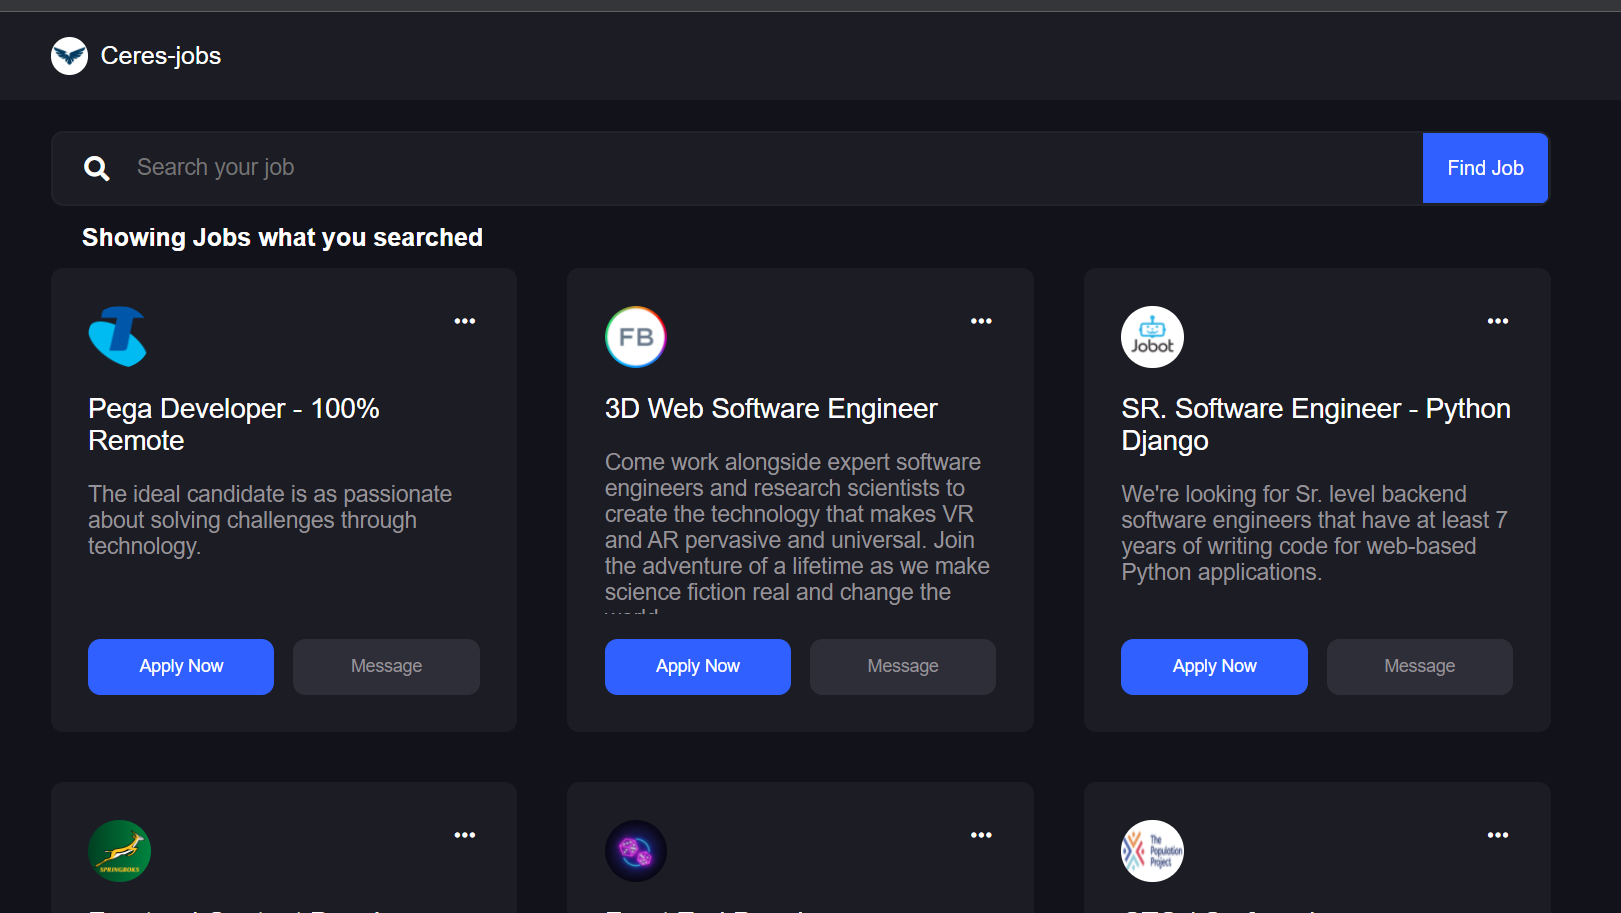 Ceres-jobs
Search your job
Find Job
Showing Jobs what you searched
Pega Developer - 100%
Remote
The ideal candidate is as passionate
about solving challenges through
technology.
Apply Now
Message
FB
3D Web Software Engineer
Come work alongside expert software
engineers and research scientists to
create the technology that makes VR
and AR pervasive and universal. Join
the adventure of a lifetime as we make
science fiction real and change the
Apply Now
Message
Jobot
SR. Software Engineer - Python
Django
We're looking for Sr. level backend
software engineers that have at least 7
years of writing code for web-based
Python applications.
Apply Now
Message
SPRINGBOKS
The
Population
Project